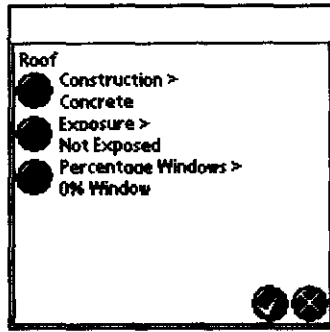 Roof
Construction >
Concrete
Exposure >
Not Exposed
Percentage Windows >
0% Window